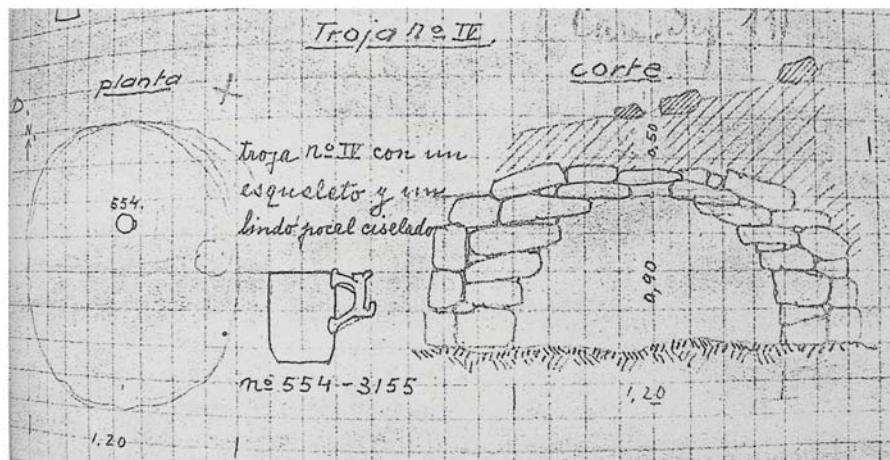 Troja nº IV.
planta
corte.
D
N
troja nº IV con un
esqueleto y un
lindo pocel ciselado
554.
0,50
0,90
nº 554-3155
1,20
1,20